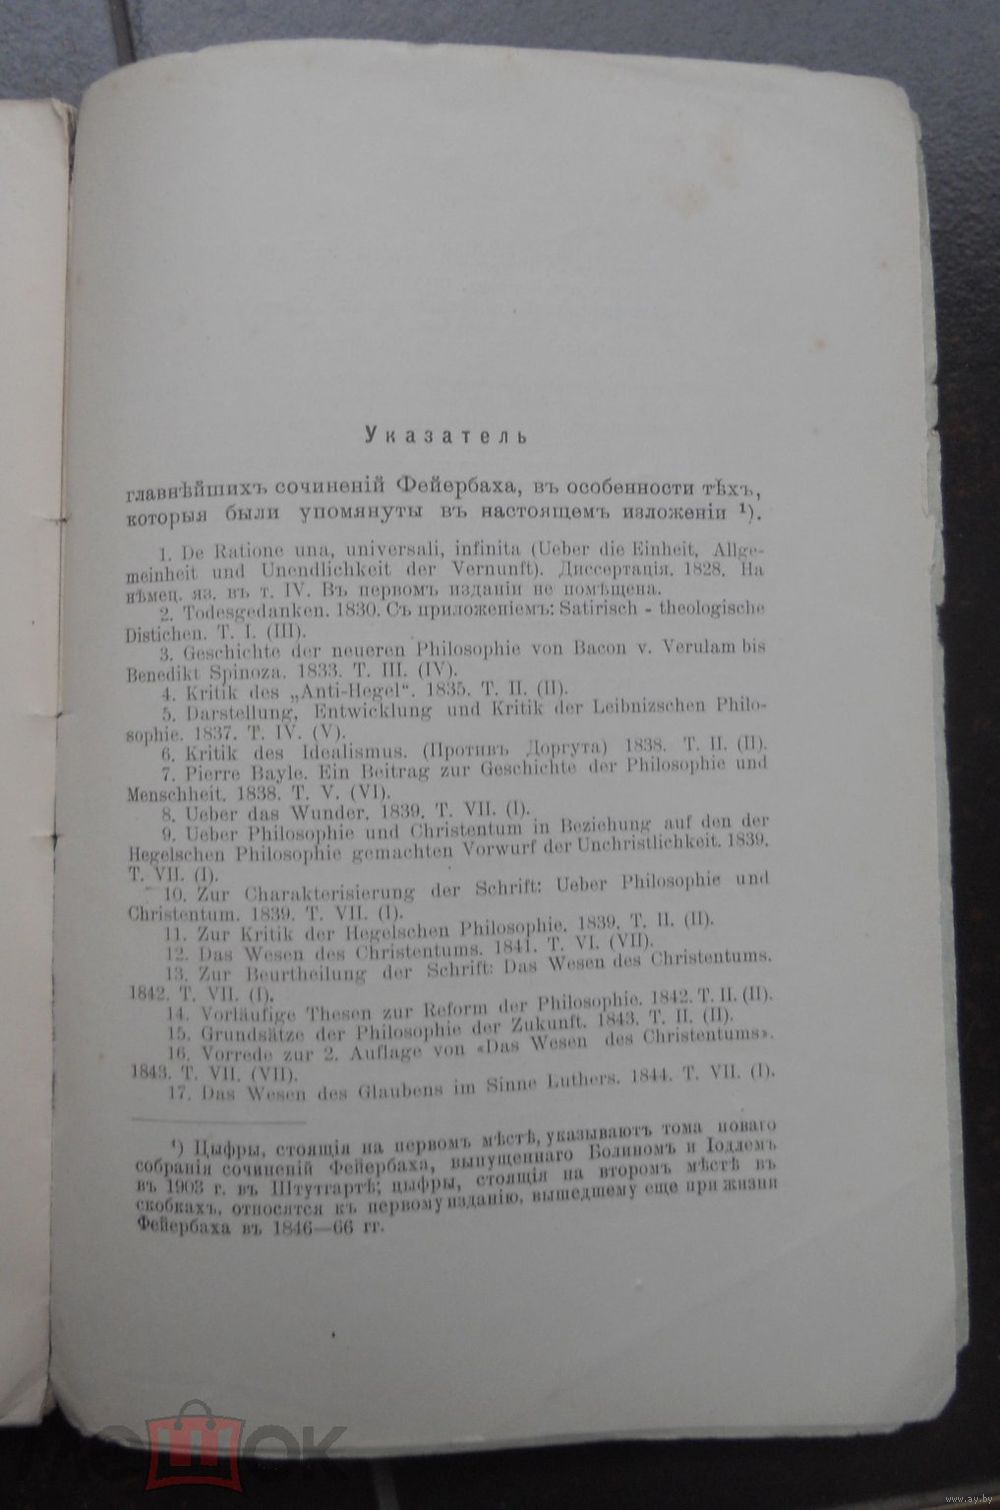 Указатель
главнѣйшихъ сочиненій Фейербаха, въ особенности тѣхъ,
которыя были упомянуты въ настоящемъ изложеніи ¹).
1. De Ratione una, universali, infinita (Ueber die Einheit, Allge-
meinheit und Unendlichkeit der Vernunft). Диссертація. 1828. На
нѣмец. яз. въ т. IV. Въ первомъ изданіи не помѣщена.
2. Todesgedanken. 1830. Съ приложеніемъ: Satirisch - theologische
Distichen. T. I. (III).
3. Geschichte der neueren Philosophie von Bacon v. Verulam bis
Benedikt Spinoza. 1833. T. III. (IV).
4. Kritik des „Anti-Hegel“. 1835. T. II. (II).
5. Darstellung, Entwicklung und Kritik der Leibnizschen Philo-
sophie. 1837. T. IV. (V).
6. Kritik des Idealismus. (Противъ Доргута) 1838. T. II. (II).
7. Pierre Bayle. Ein Beitrag zur Geschichte der Philosophie und
Menschheit. 1838. T. V. (VI).
8. Ueber das Wunder. 1839. T. VII. (I).
9. Ueber Philosophie und Christentum in Beziehung auf den der
Hegelschen Philosophie gemachten Vorwurf der Unchristlichkeit. 1839.
T. VII. (I).
10. Zur Charakterisierung der Schrift: Ueber Philosophie und
Christentum. 1839. T. VII. (I).
11. Zur Kritik der Hegelschen Philosophie. 1839. T. II. (II).
12. Das Wesen des Christentums. 1841. T. VI. (VII).
13. Zur Beurtheilung der Schrift: Das Wesen des Christentums.
1842. T. VII. (I).
14. Vorläufige Thesen zur Reform der Philosophie. 1842. T. II. (II).
15. Grundsätze der Philosophie der Zukunft. 1843. T. II. (II).
16. Vorrede zur 2. Auflage von «Das Wesen des Christentums».
1843. T. VII. (VII).
17. Das Wesen des Glaubens im Sinne Luthers. 1844. T. VII. (I).
¹) Цыфры, стоящія на первомъ мѣстѣ, указываютъ тома новаго
собранія сочиненій Фейербаха, выпущеннаго Болиномъ и Іодлемъ
въ 1903 г. въ Штутгартѣ; цыфры, стоящія на второмъ мѣстѣ въ
скобкахъ, относятся къ первому изданію, вышедшему еще при жизни
Фейербаха въ 1846—66 гг.
мешок
www.ay.by